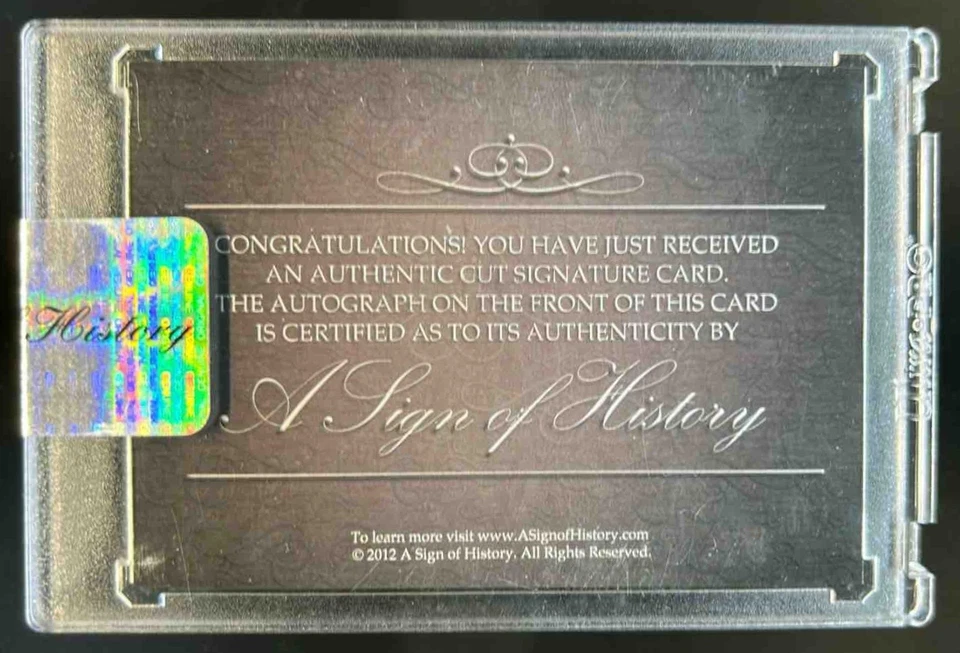 CONGRATULATIONS! YOU HAVE JUST RECEIVED
AN AUTHENTIC CUT SIGNATURE CARD.
THE AUTOGRAPH ON THE FRONT OF THIS CARD
IS CERTIFIED AS TO ITS AUTHENTICITY BY
A Sign of History
History
To learn more visit www.ASignofHistory.com
© 2012 A Sign of History. All Rights Reserved.